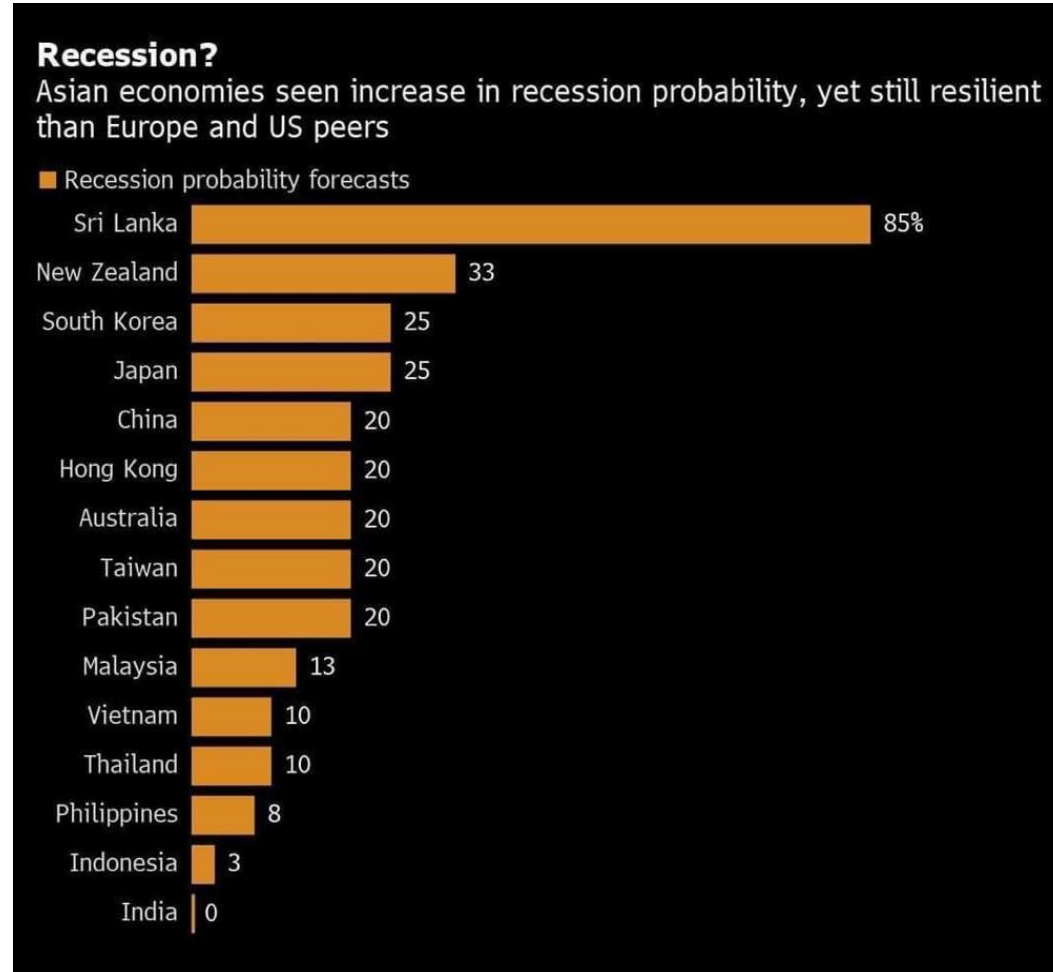 Recession?
Asian economies seen increase in recession probability, yet still resilient
than Europe and US peers
Recession probability forecasts
Sri Lanka 85%
New Zealand 33
South Korea 25
Japan 25
China 20
Hong Kong 20
Australia 20
Taiwan 20
Pakistan 20
Malaysia 13
Vietnam 10
Thailand 10
Philippines 8
Indonesia 3
India 0